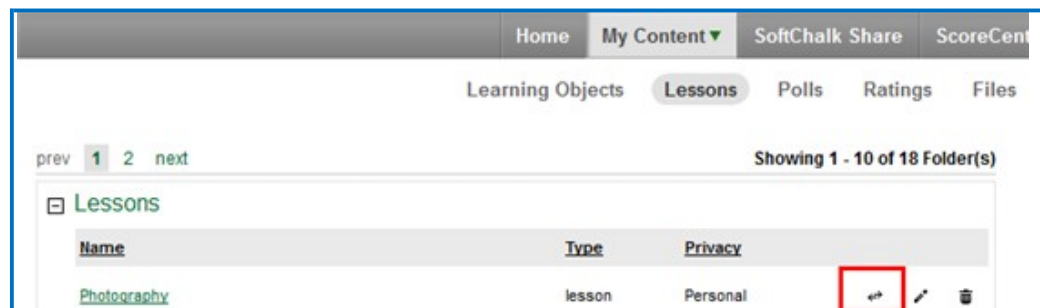 Home My Content▼ SoftChalk Share ScoreCent
Learning Objects Lessons Polls Ratings Files
prev 1 2 next Showing 1 - 10 of 18 Folder(s)
Lessons
Name Type Privacy
Photography lesson Personal